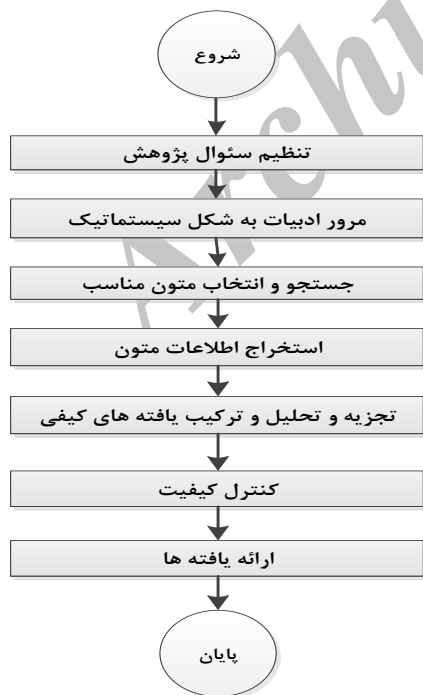 شروع
تنظیم سئوال پژوهش
مرور ادبیات به شکل سیستماتیک
جستجو و انتخاب متون مناسب
استخراج اطلاعات متون
تجزیه و تحلیل و ترکیب یافته های کیفی
کنترل کیفیت
ارائه یافته ها
پایان